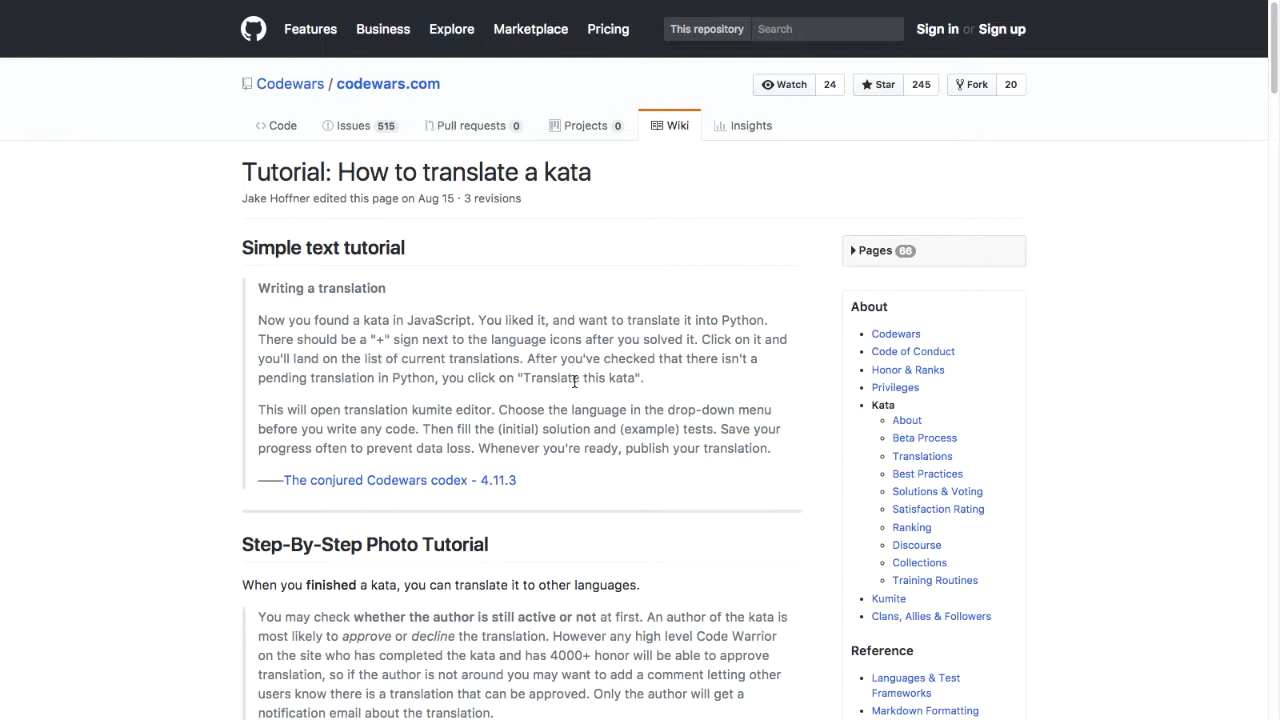 Features Business Explore Marketplace Pricing This repository Search Sign in or Sign up
Codewars / codewars.com Watch 24 Star 245 Fork 20
Code Issues 515 Pull requests 0 Projects 0 Wiki Insights
Tutorial: How to translate a kata
Jake Hoffner edited this page on Aug 15 · 3 revisions
Simple text tutorial
Writing a translation
Now you found a kata in JavaScript. You liked it, and want to translate it into Python.
There should be a "+" sign next to the language icons after you solved it. Click on it and
you'll land on the list of current translations. After you've checked that there isn't a
pending translation in Python, you click on "Translate this kata".
This will open translation kumite editor. Choose the language in the drop-down menu
before you write any code. Then fill the (initial) solution and (example) tests. Save your
progress often to prevent data loss. Whenever you're ready, publish your translation.
——The conjured Codewars codex - 4.11.3
Step-By-Step Photo Tutorial
When you finished a kata, you can translate it to other languages.
You may check whether the author is still active or not at first. An author of the kata is
most likely to approve or decline the translation. However any high level Code Warrior
on the site who has completed the kata and has 4000+ honor will be able to approve
translation, so if the author is not around you may want to add a comment letting other
users know there is a translation that can be approved. Only the author will get a
notification email about the translation.
Pages 66
About
Codewars
Code of Conduct
Honor & Ranks
Privileges
Kata
About
Beta Process
Translations
Best Practices
Solutions & Voting
Satisfaction Rating
Ranking
Discourse
Collections
Training Routines
Kumite
Clans, Allies & Followers
Reference
Languages & Test
Frameworks
Markdown Formatting